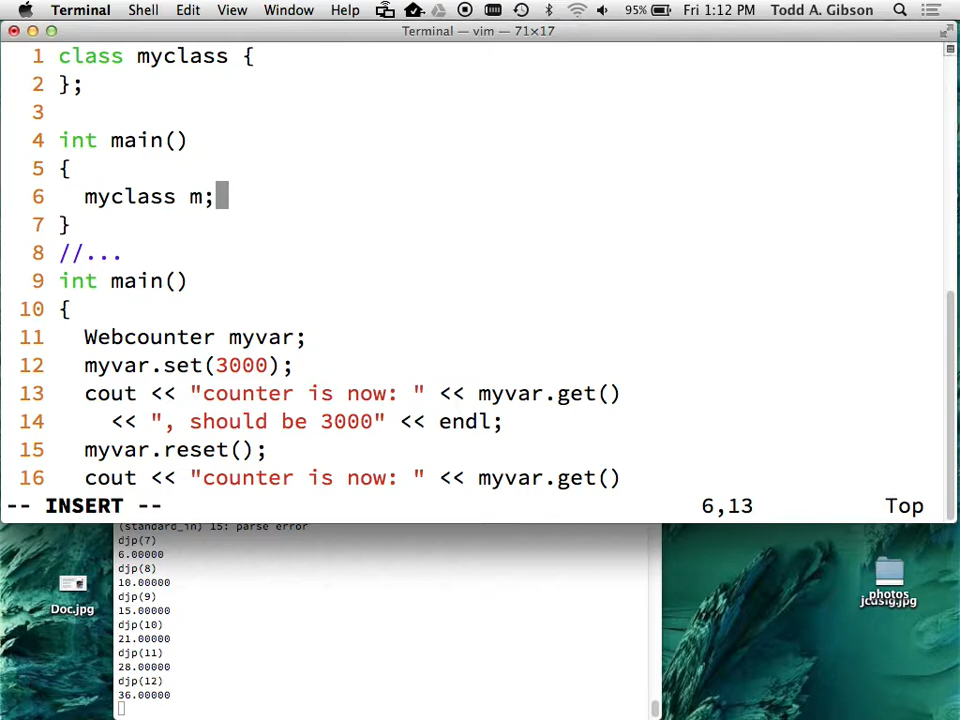 Terminal Shell Edit View Window Help 95% Fri 1:12 PM Todd A. Gibson
Terminal — vim — 71×17
1 class myclass {
2 };
3
4 int main()
5 {
6   myclass m;
7 }
8 //...
9 int main()
10 {
11   Webcounter myvar;
12   myvar.set(3000);
13   cout << "counter is now: " << myvar.get()
14     << ", should be 3000" << endl;
15   myvar.reset();
16   cout << "counter is now: " << myvar.get()
-- INSERT -- 6,13 Top
(standard_in) 15: parse error
djp(7)
6.00000
djp(8)
10.00000
djp(9)
15.00000
djp(10)
21.00000
djp(11)
28.00000
djp(12)
36.00000
Doc.jpg
photos
jcusig.jpg